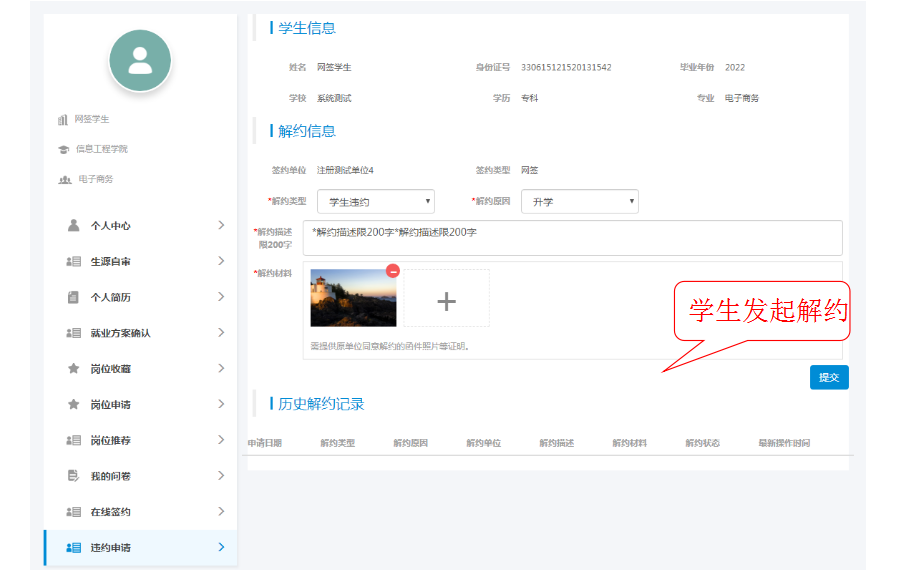 网签学生
信息工程学院
电子商务
个人中心
生源自审
个人简历
就业方案确认
岗位收藏
岗位申请
岗位推荐
我的问卷
在线签约
违约申请
学生信息
姓名 网签学生 身份证号 330615121520131542 毕业年份 2022
学校 系统测试 学历 专科 专业 电子商务
解约信息
签约单位 注册测试单位4 签约类型 网签
*解约类型 学生违约 *解约原因 升学
*解约描述 *解约描述限200字*解约描述限200字
限200字
*解约材料
需提供原单位同意解约的函件照片等证明。
学生发起解约
提交
历史解约记录
申请日期 解约类型 解约原因 解约单位 解约描述 解约材料 解约状态 最新操作时间